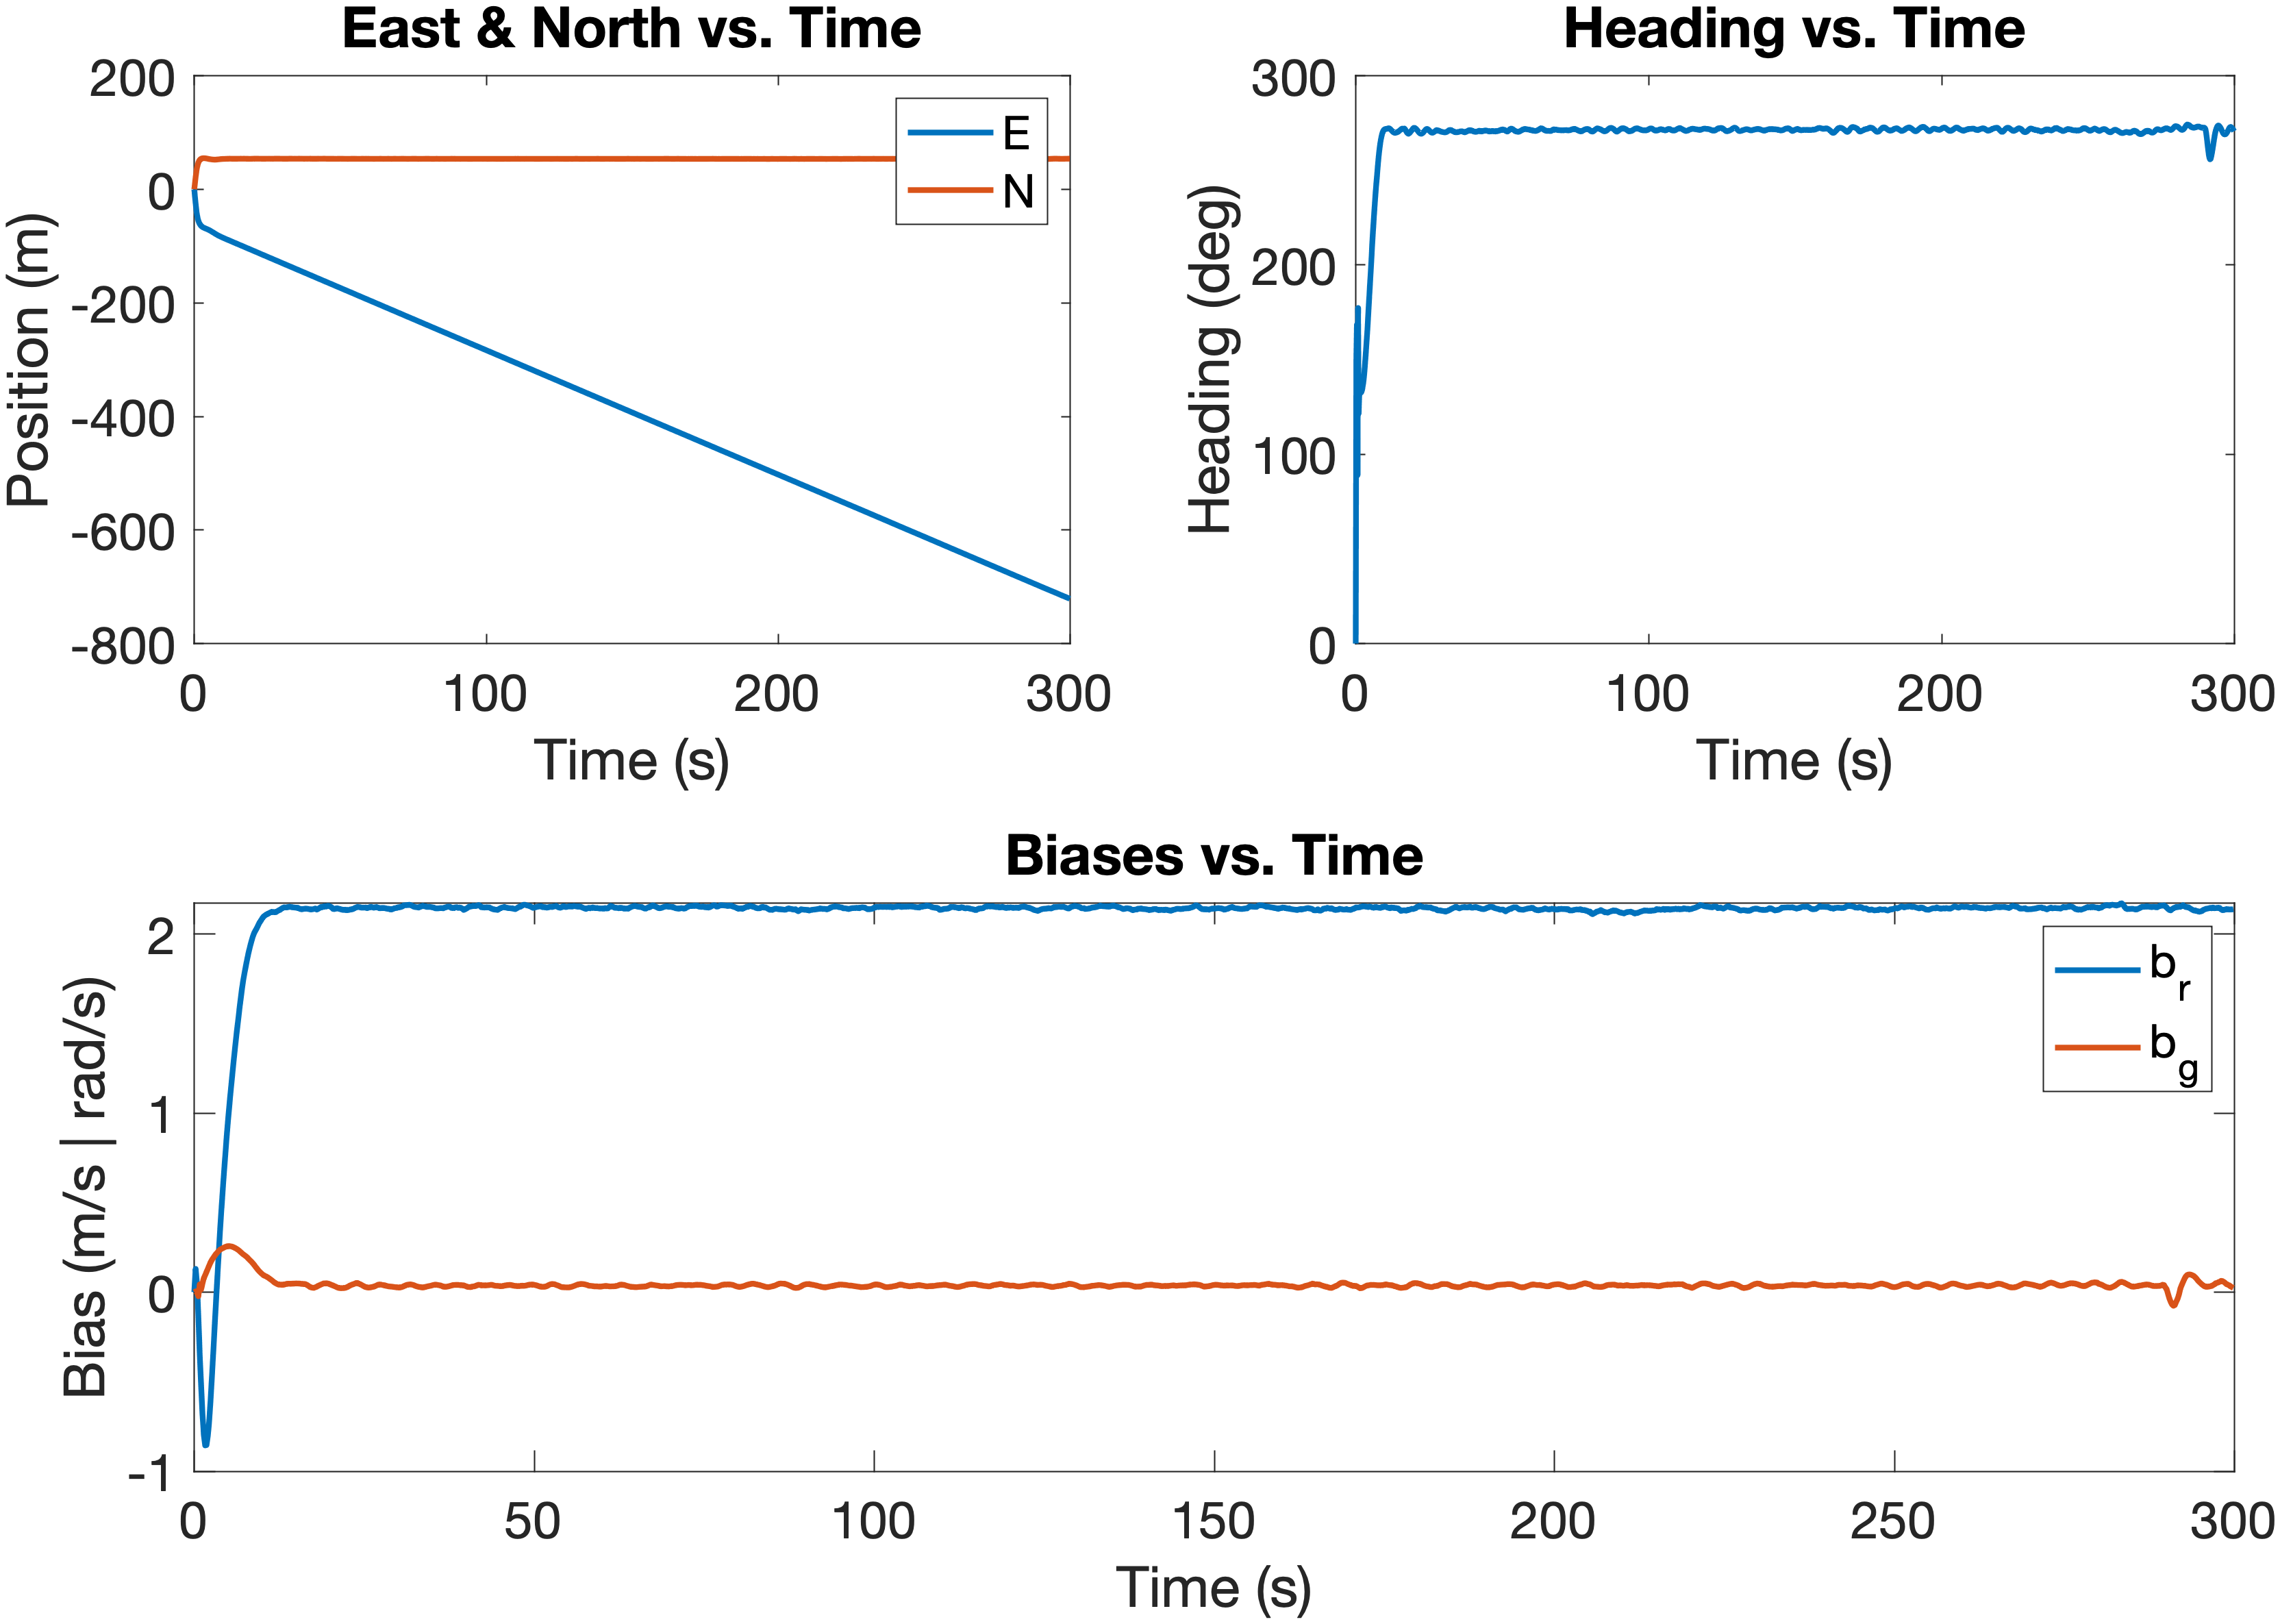 East & North vs. Time
200
0
-200
-400
-600
-800
0 100 200 300
Position (m)
Time (s)
E
N
Heading vs. Time
300
200
100
0
0 100 200 300
Heading (deg)
Time (s)
Biases vs. Time
2
1
0
-1
0 50 100 150 200 250 300
Bias (m/s | rad/s)
Time (s)
b_r
b_g